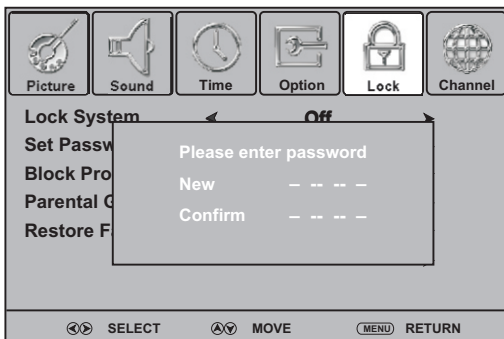 Picture Sound Time Option Lock Channel
Lock System Off
Set Passw
Please enter password
Block Pro
New – -- -- –
Parental G
Confirm – -- -- –
Restore F
SELECT MOVE MENU RETURN